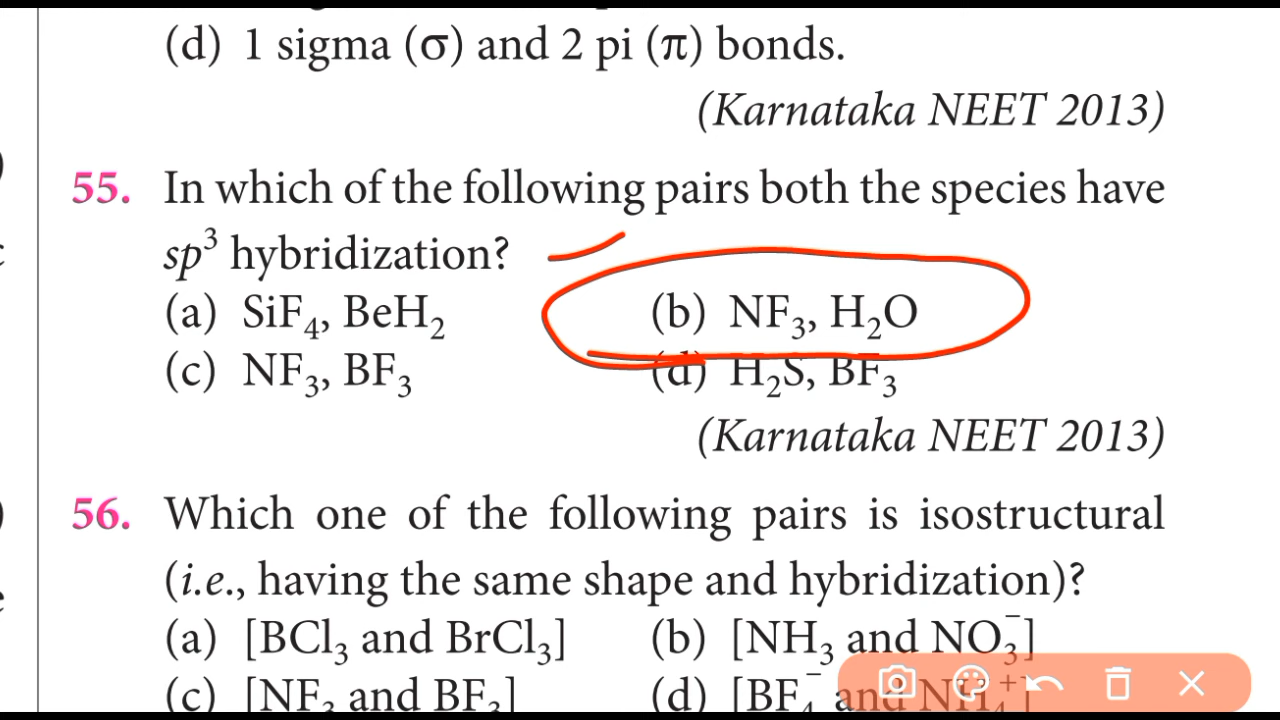 (d) 1 sigma (σ) and 2 pi (π) bonds.
(Karnataka NEET 2013)
55. In which of the following pairs both the species have
sp³ hybridization?
(a) SiF₄, BeH₂ (b) NF₃, H₂O
(c) NF₃, BF₃ (d) H₂S, BF₃
(Karnataka NEET 2013)
56. Which one of the following pairs is isostructural
(i.e., having the same shape and hybridization)?
(a) [BCl₃ and BrCl₃] (b) [NH₃ and NO₃⁻]
(c) [NF₃ and BF₃] (d) [BF₄⁻ and NH₄⁺]